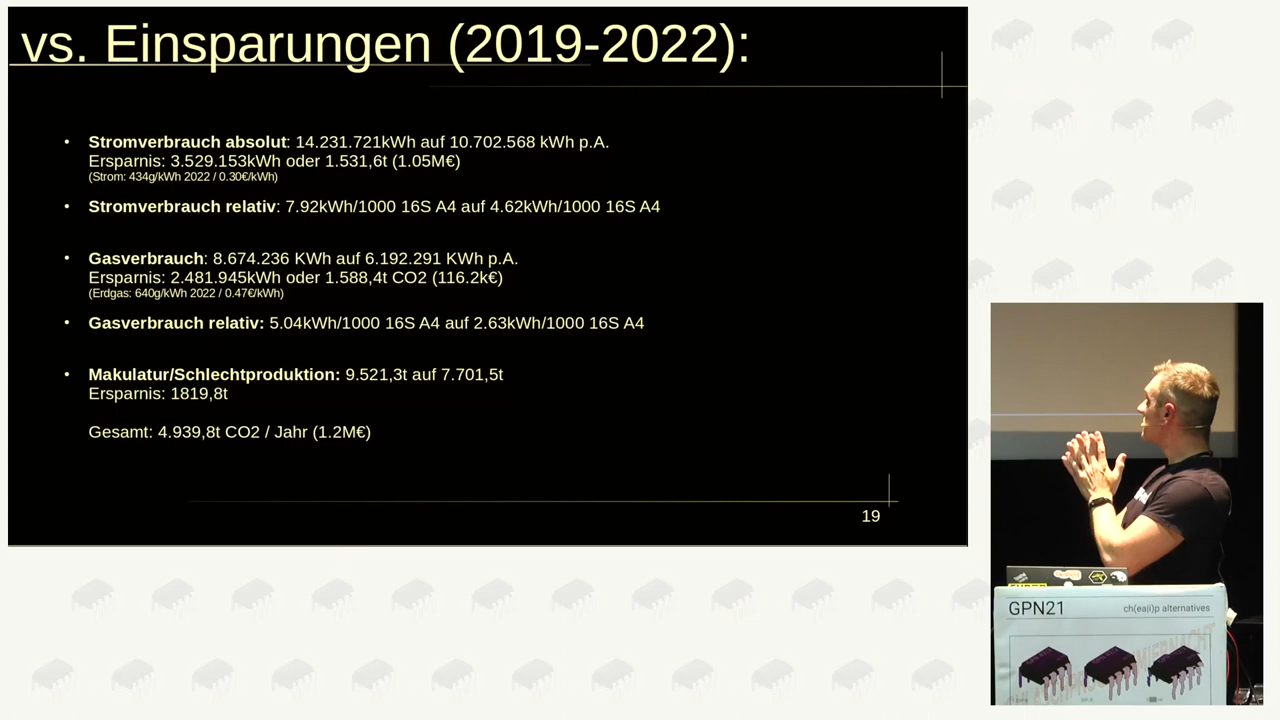 vs. Einsparungen (2019-2022):
• Stromverbrauch absolut: 14.231.721kWh auf 10.702.568 kWh p.A.
Ersparnis: 3.529.153kWh oder 1.531,6t (1.05M€)
(Strom: 434g/kWh 2022 / 0.30€/kWh)
• Stromverbrauch relativ: 7.92kWh/1000 16S A4 auf 4.62kWh/1000 16S A4
• Gasverbrauch: 8.674.236 KWh auf 6.192.291 KWh p.A.
Ersparnis: 2.481.945kWh oder 1.588,4t CO2 (116.2k€)
(Erdgas: 640g/kWh 2022 / 0.47€/kWh)
• Gasverbrauch relativ: 5.04kWh/1000 16S A4 auf 2.63kWh/1000 16S A4
• Makulatur/Schlechtproduktion: 9.521,3t auf 7.701,5t
Ersparnis: 1819,8t
Gesamt: 4.939,8t CO2 / Jahr (1.2M€)
19
GPN21
ch(ea|i)p alternatives